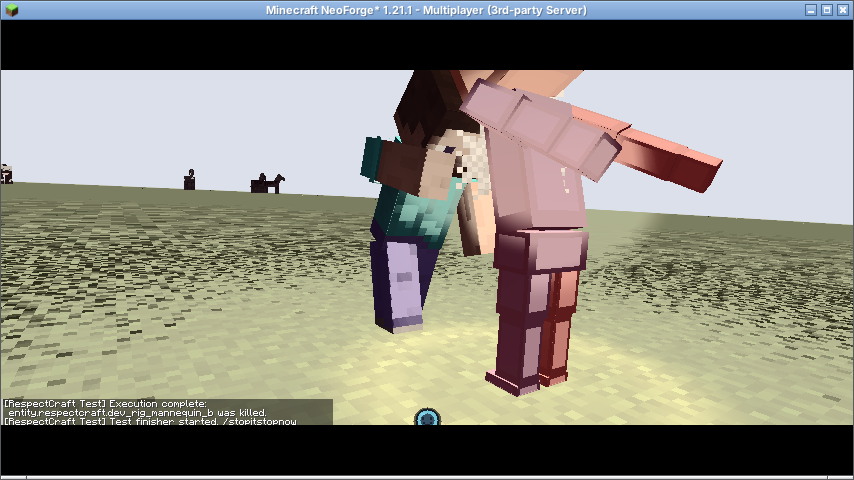 Minecraft NeoForge* 1.21.1 - Multiplayer (3rd-party Server)
[RespectCraft Test] Execution complete:
entity.respectcraft.dev_rig_mannequin_b was killed.
[RespectCraft Test] Test finisher started. /stopitstopnow